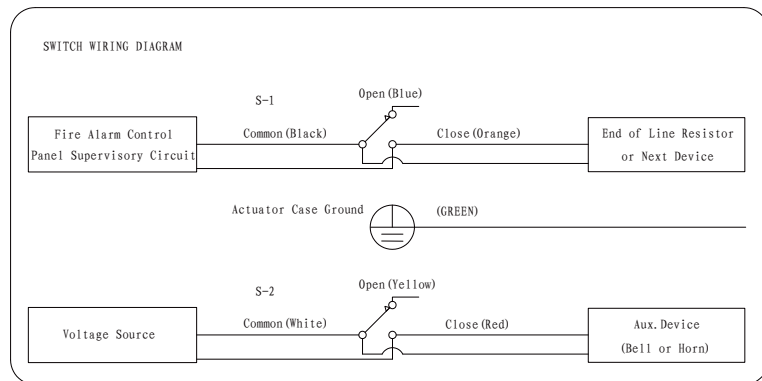 SWITCH WIRING DIAGRAM
S-1
Open(Blue)
Fire Alarm Control
Panel Supervisory Circuit
Common(Black)
Close(Orange)
End of Line Resistor
or Next Device
Actuator Case Ground
(GREEN)
S-2
Open(Yellow)
Voltage Source
Common(White)
Close(Red)
Aux.Device
(Bell or Horn)